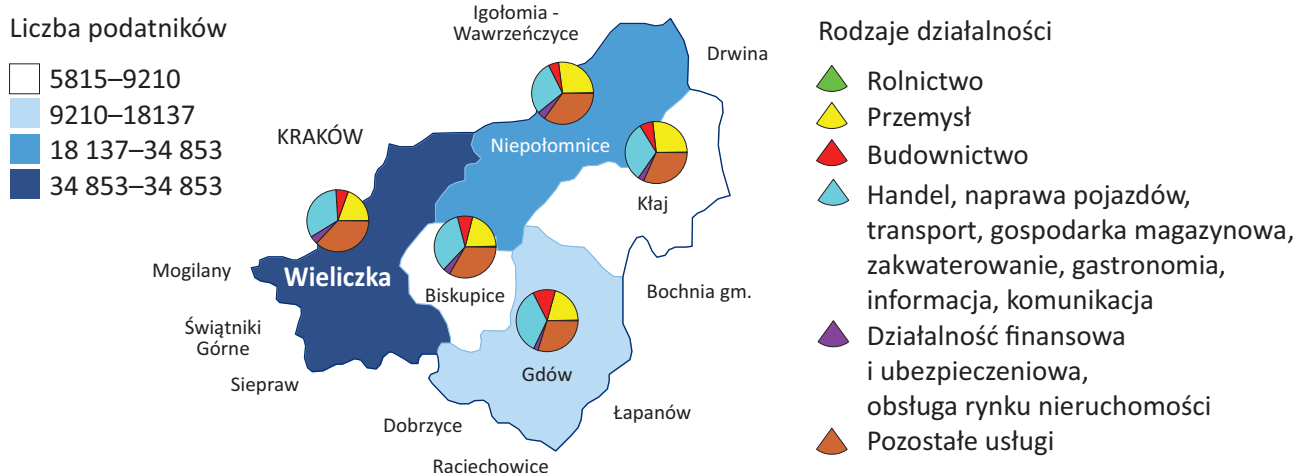 Liczba podatników
5815–9210
9210–18137
18 137–34 853
34 853–34 853
Igołomia -
Wawrzeńczyce
Drwina
KRAKÓW
Niepołomnice
Kłaj
Mogilany
Wieliczka
Biskupice
Bochnia gm.
Świątniki
Górne
Siepraw
Gdów
Łapanów
Dobrzyce
Raciechowice
Rodzaje działalności
Rolnictwo
Przemysł
Budownictwo
Handel, naprawa pojazdów,
transport, gospodarka magazynowa,
zakwaterowanie, gastronomia,
informacja, komunikacja
Działalność finansowa
i ubezpieczeniowa,
obsługa rynku nieruchomości
Pozostałe usługi